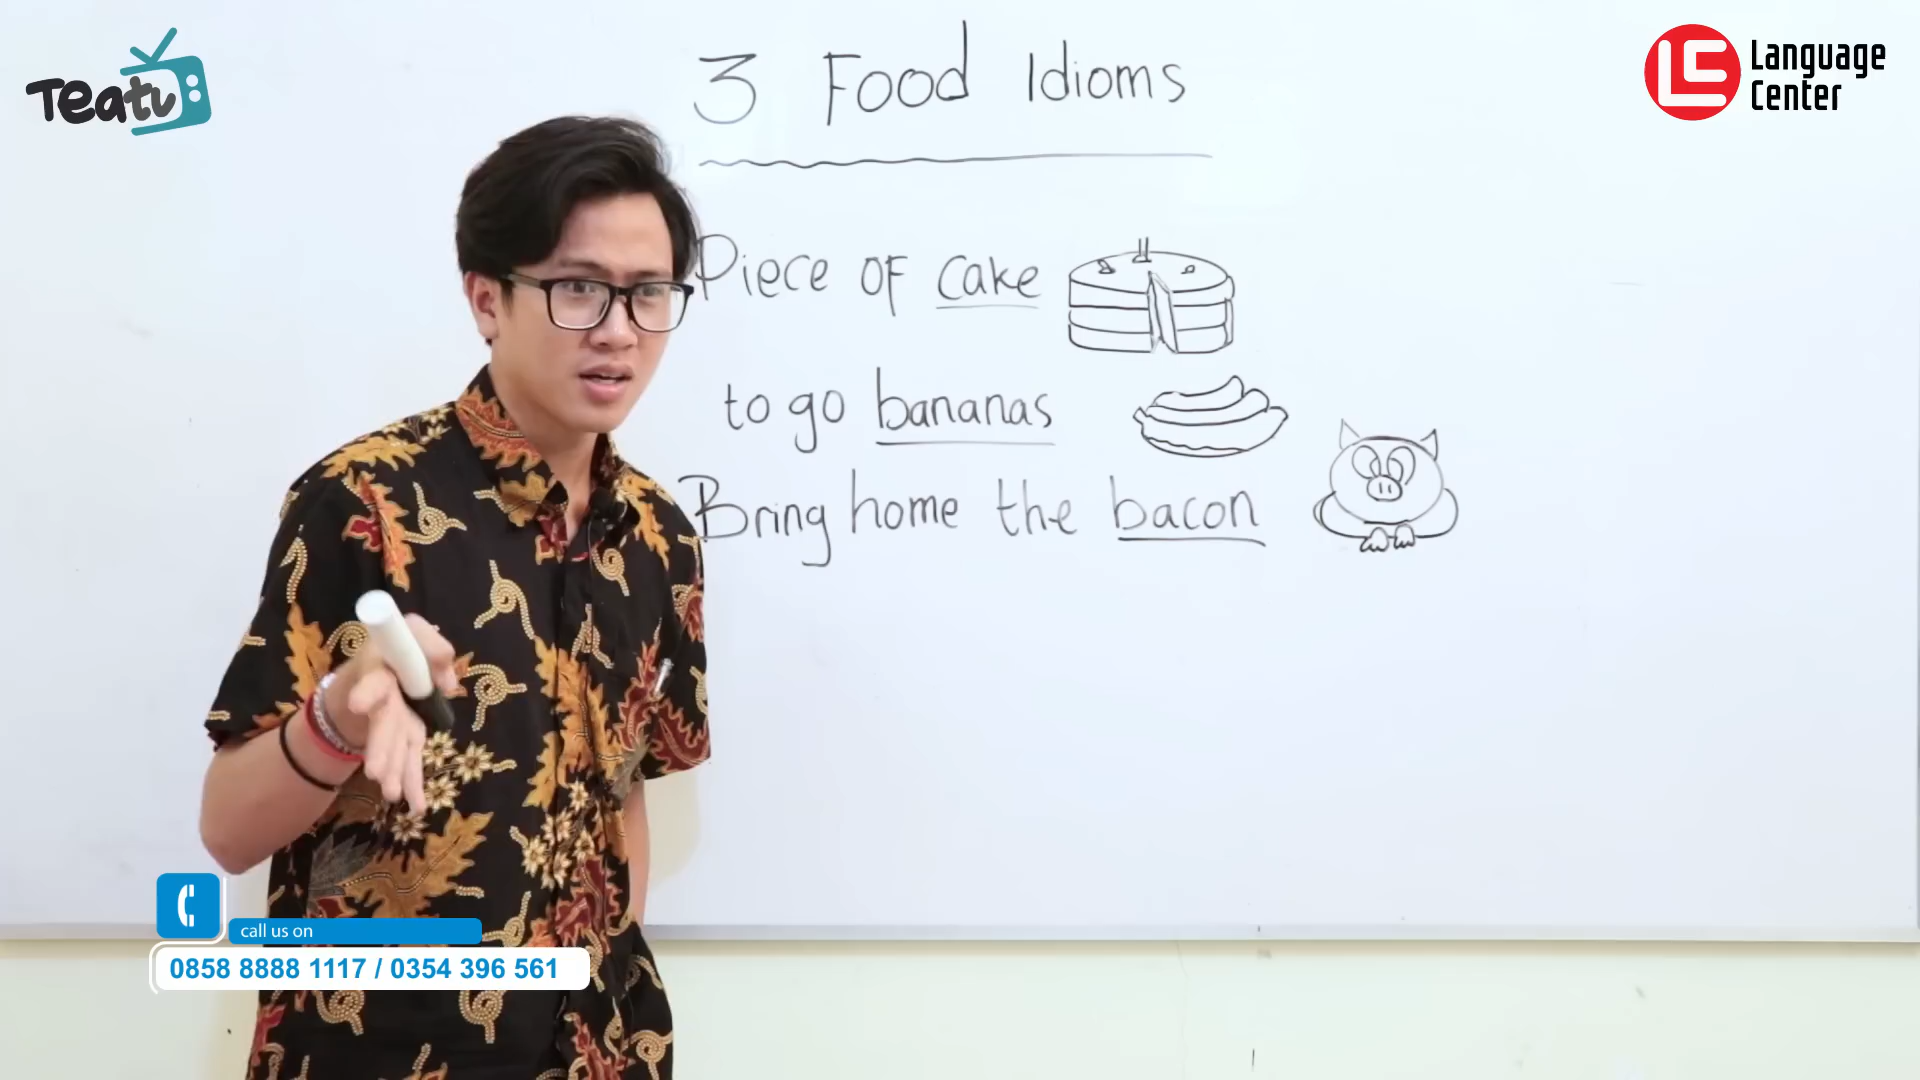 Teatv
LC Language
Center
3 Food Idioms
Piece of cake
to go bananas
Bring home the bacon
call us on
0858 8888 1117 / 0354 396 561